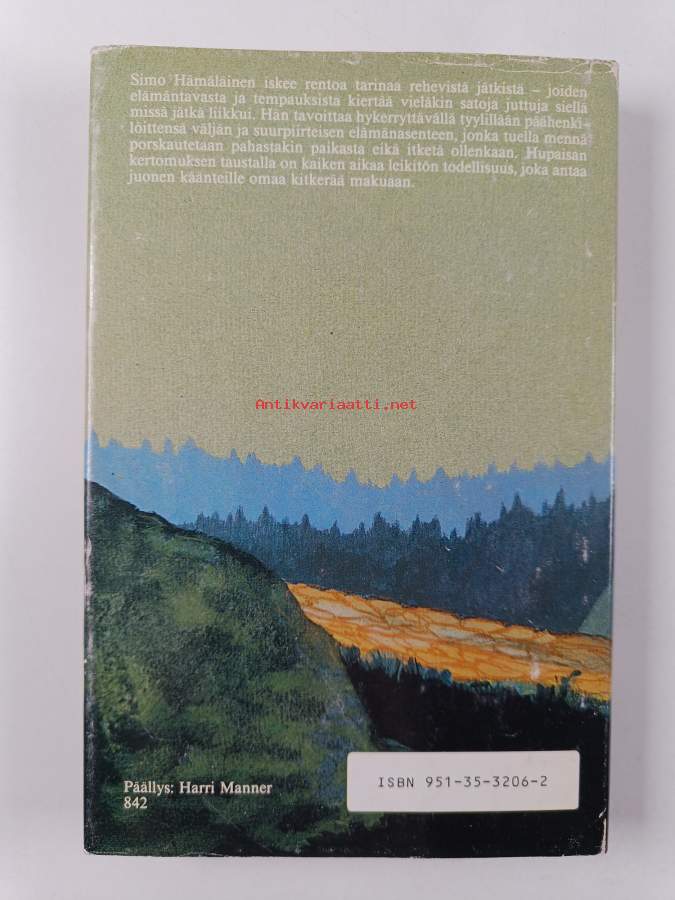 Simo Hämäläinen iskee rentoa tarinaa rehevistä jätkistä – joiden
elämäntavasta ja tempauksista kiertää vieläkin satoja juttuja siellä
missä jätkä liikkui. Hän tavoittaa hykerryttävällä tyylillään päähenki-
löittensä väljän ja suurpiirteisen elämänasenteen, jonka tuella mennä
porskautetaan pahastakin paikasta eikä itketä ollenkaan. Hupaisan
kertomuksen taustalla on kaiken aikaa leikitön todellisuus, joka antaa
juonen käänteille omaa kitkerää makuaan.
Antikvariaatti.net
Päällys: Harri Manner
842
ISBN 951-35-3206-2